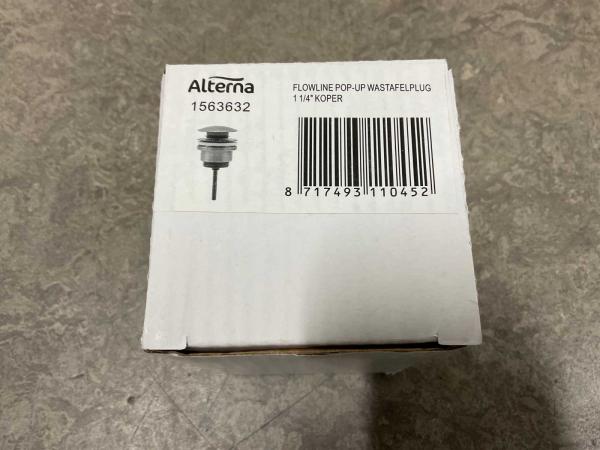 Alterna
1563632
FLOWLINE POP-UP WASTAFELPLUG
1 1/4" KOPER
8 717493 110452